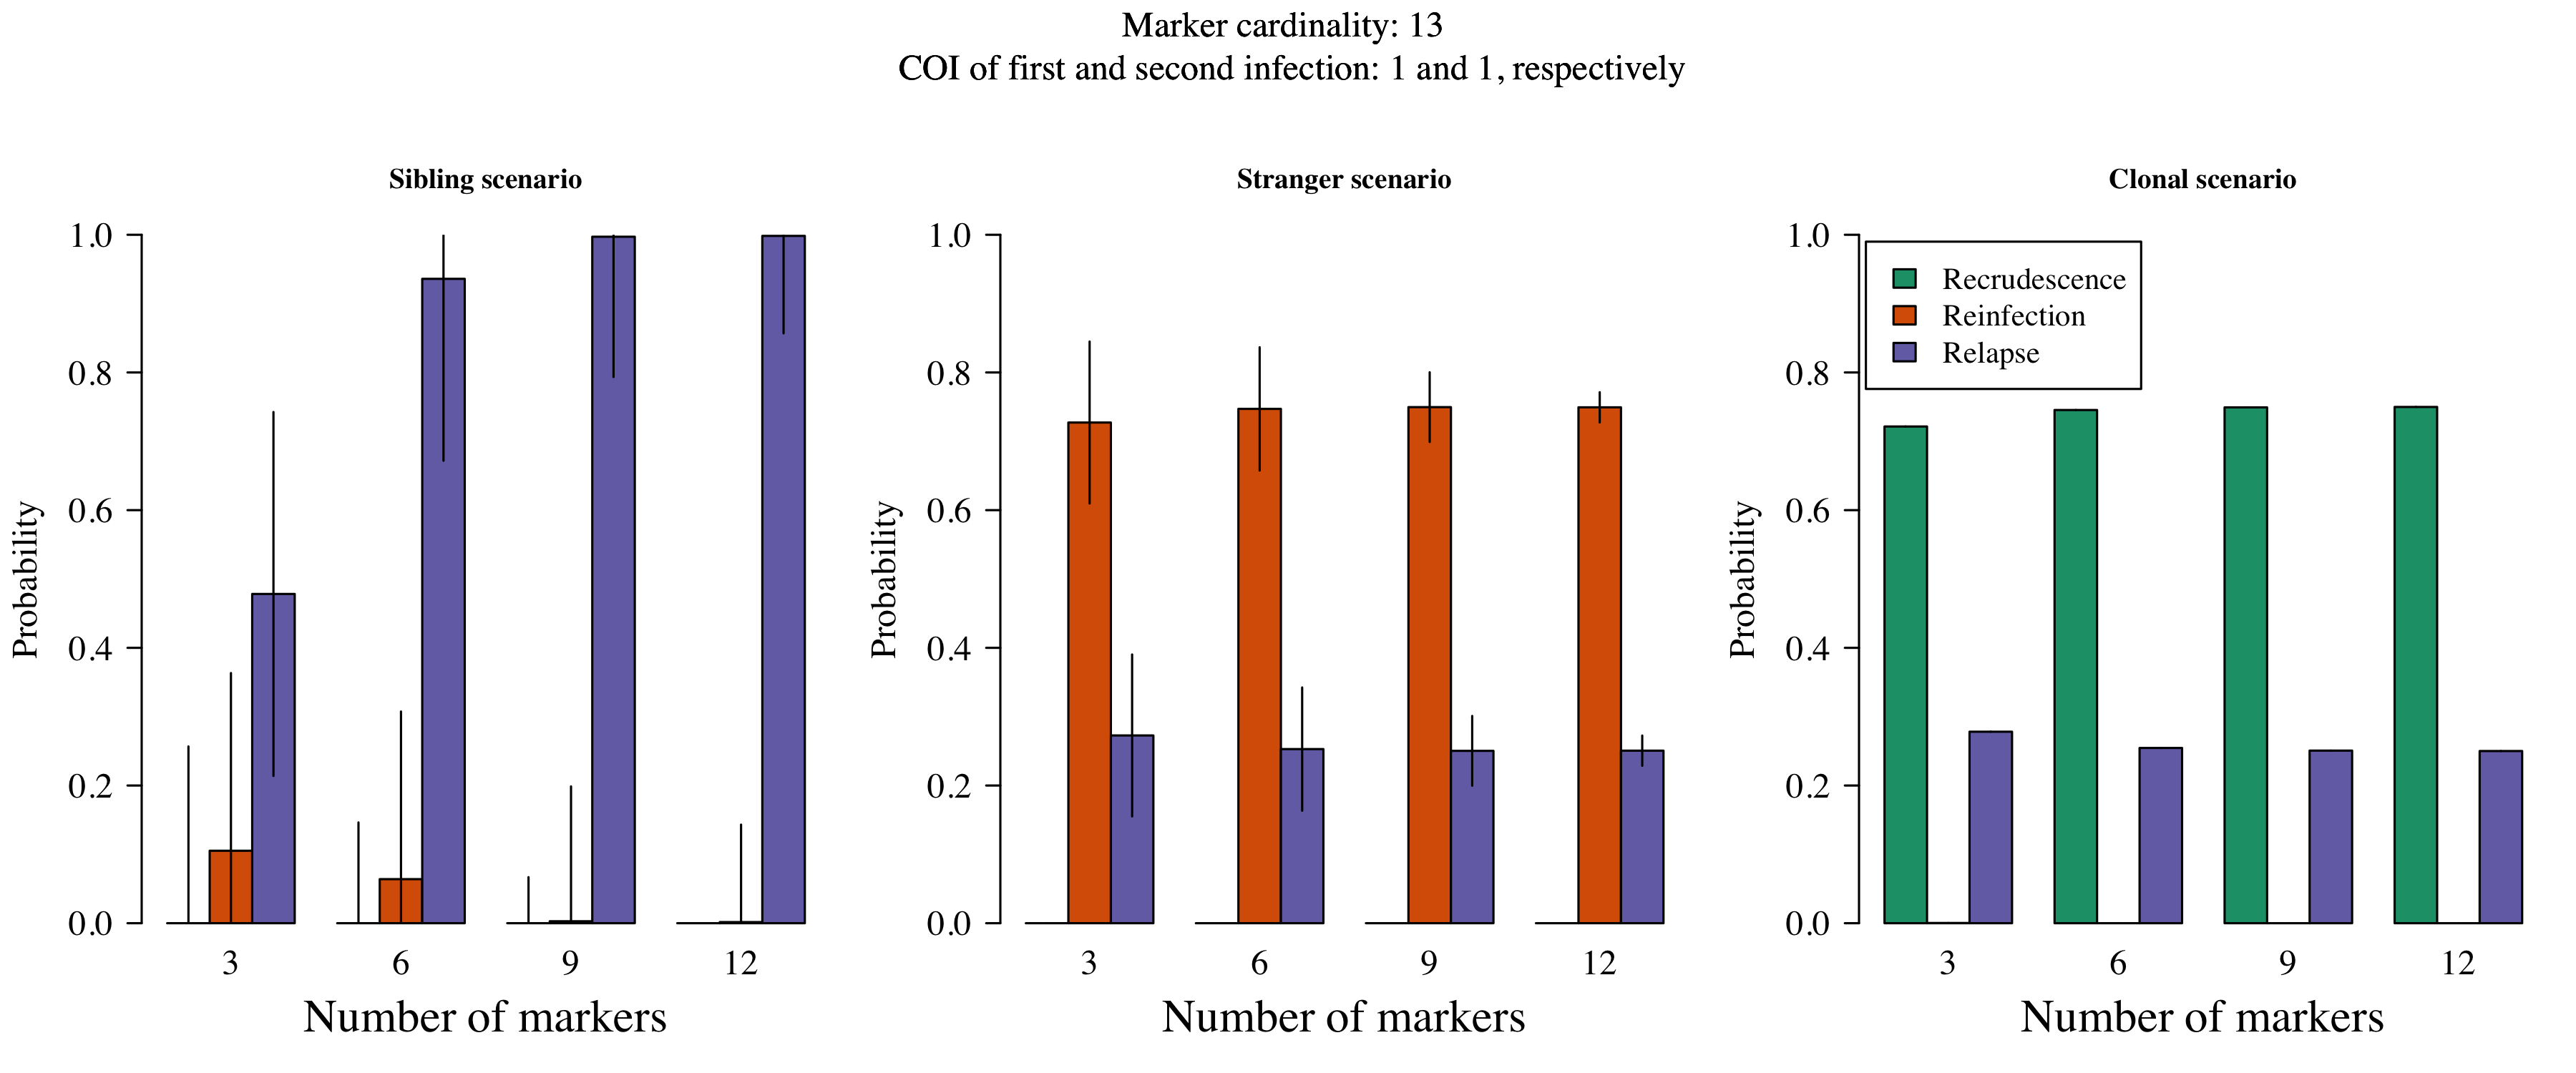 Marker cardinality: 13
COI of first and second infection: 1 and 1, respectively
Sibling scenario
1.0
0.8
0.6
0.4
0.2
0.0
Probability
3 6 9 12
Number of markers
Stranger scenario
1.0
0.8
0.6
0.4
0.2
0.0
Probability
3 6 9 12
Number of markers
Clonal scenario
1.0
0.8
0.6
0.4
0.2
0.0
Probability
Recrudescence
Reinfection
Relapse
3 6 9 12
Number of markers